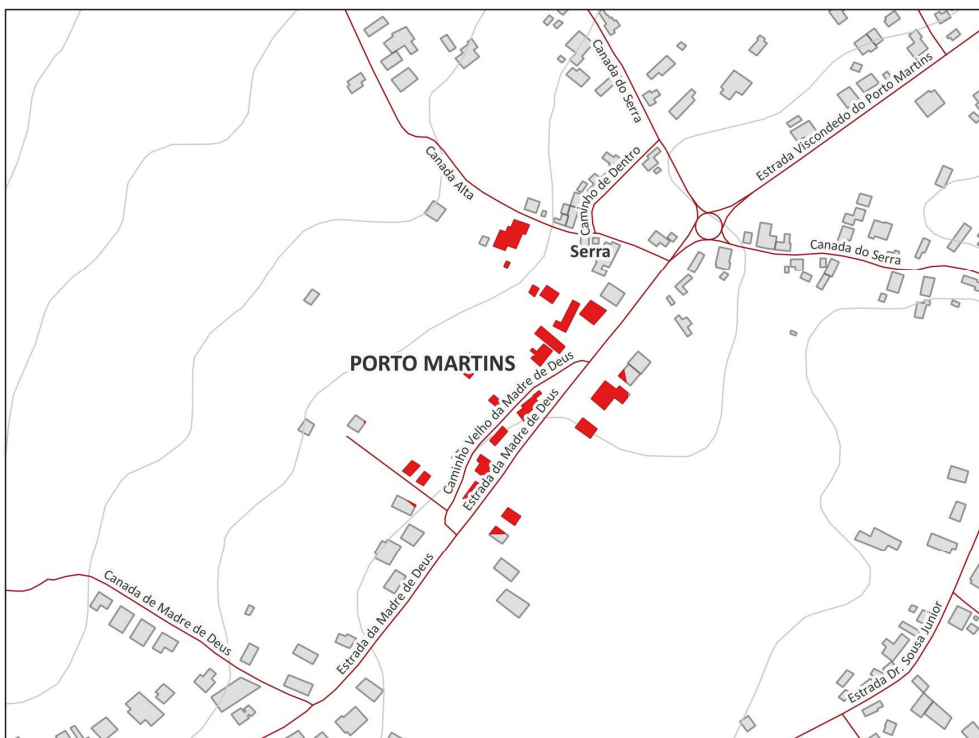 Canada do Serra
Estrada Viscondedo do Porto Martins
Caminho de Dentro
Canada Alta
Serra
Canada do Serra
PORTO MARTINS
Caminho Velho da Madre de Deus
Estrada da Madre de Deus
Estrada da Madre de Deus
Canada de Madre de Deus
Estrada Dr. Sousa Junior